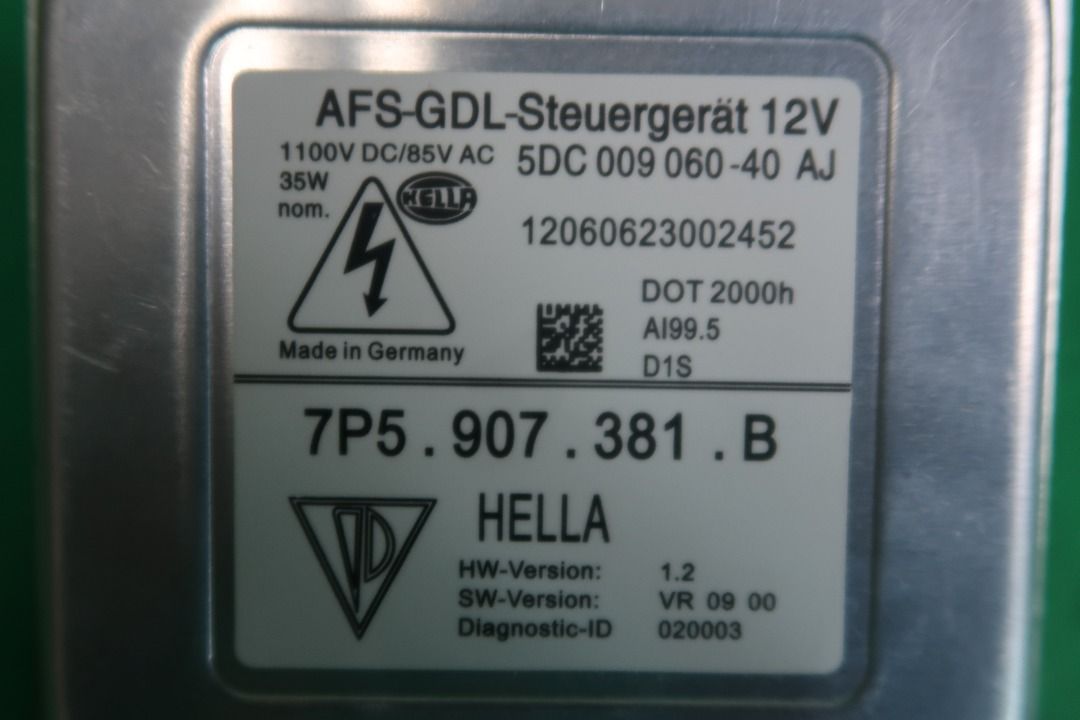 AFS-GDL-Steuergerät 12V
1100V DC/85V AC
5DC 009 060-40 AJ
35W
nom.
HELLA
12060623002452
DOT 2000h
AI99.5
D1S
Made in Germany
7P5.907.381.B
HELLA
HW-Version: 1.2
SW-Version: VR 09 00
Diagnostic-ID 020003